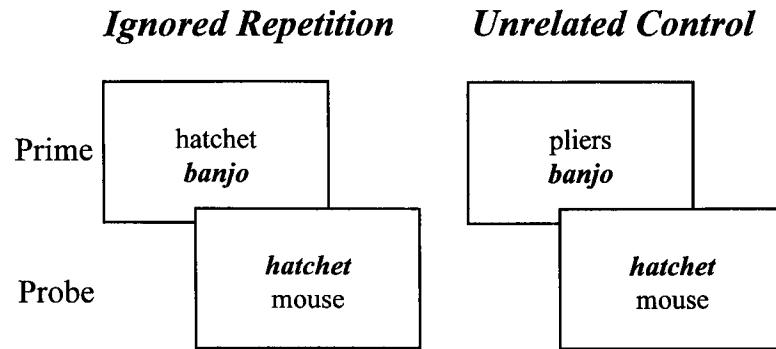 Ignored Repetition
Unrelated Control
Prime
hatchet
banjo
pliers
banjo
Probe
hatchet
mouse
hatchet
mouse